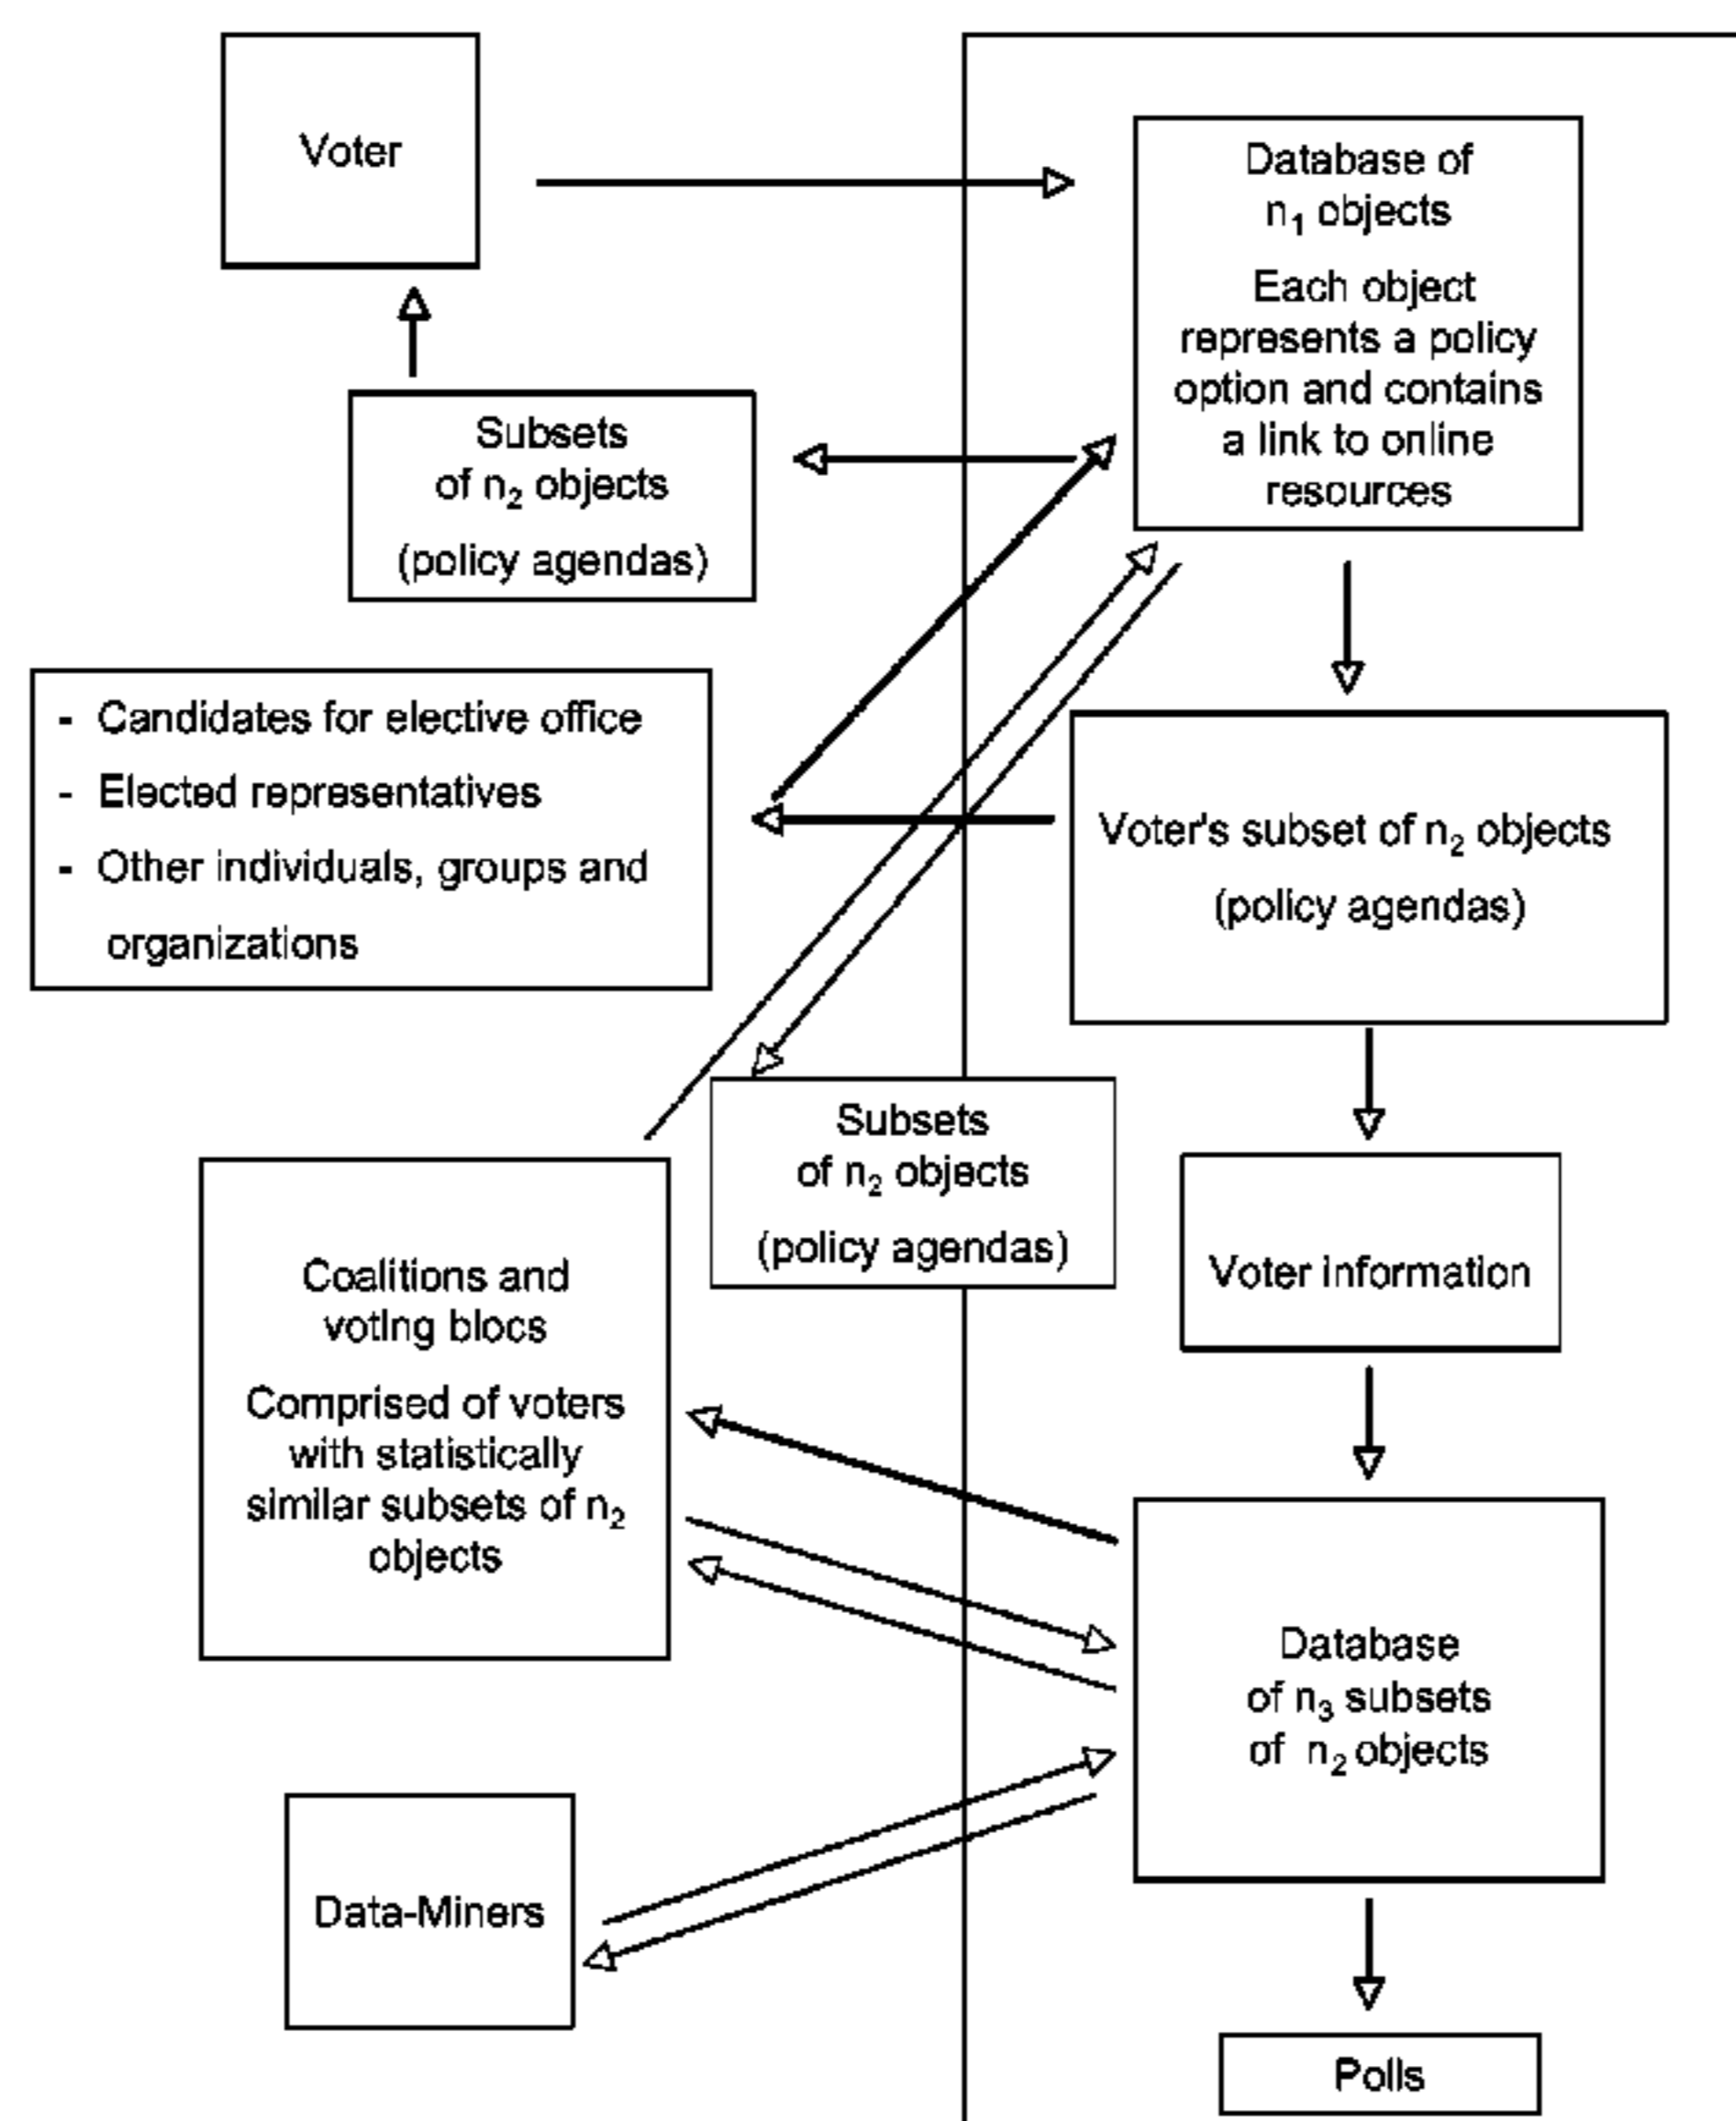 Voter
Database of
n₁ objects
Each object
represents a policy
option and contains
a link to online
resources
Subsets
of n₂ objects
(policy agendas)
- Candidates for elective office
- Elected representatives
- Other individuals, groups and
organizations
Voter's subset of n₂ objects
(policy agendas)
Subsets
of n₂ objects
(policy agendas)
Voter information
Coalitions and
voting blocs
Comprised of voters
with statistically
similar subsets of n₂
objects
Database
of n₃ subsets
of n₂ objects
Data-Miners
Polls